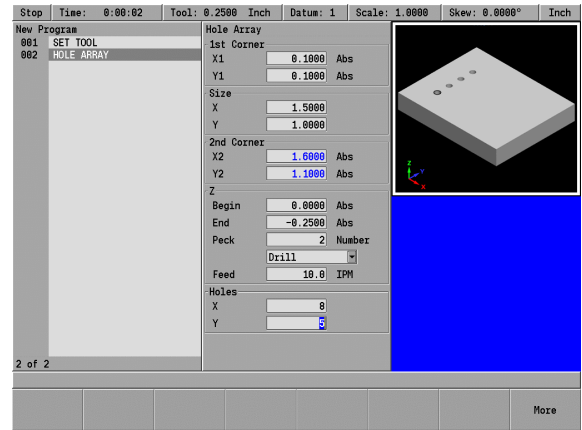 Stop Time: 0:00:02 Tool: 0.2500 Inch Datum: 1 Scale: 1.0000 Skew: 0.0000° Inch
New Program
001 SET TOOL
002 HOLE ARRAY
2 of 2
Hole Array
1st Corner
X1 0.1000 Abs
Y1 0.1000 Abs
Size
X 1.5000
Y 1.0000
2nd Corner
X2 1.6000 Abs
Y2 1.1000 Abs
Z
Begin 0.0000 Abs
End -0.2500 Abs
Peck 2 Number
Drill
Feed 10.0 IPM
Holes
X 8
Y 5
Z
Y
X
More